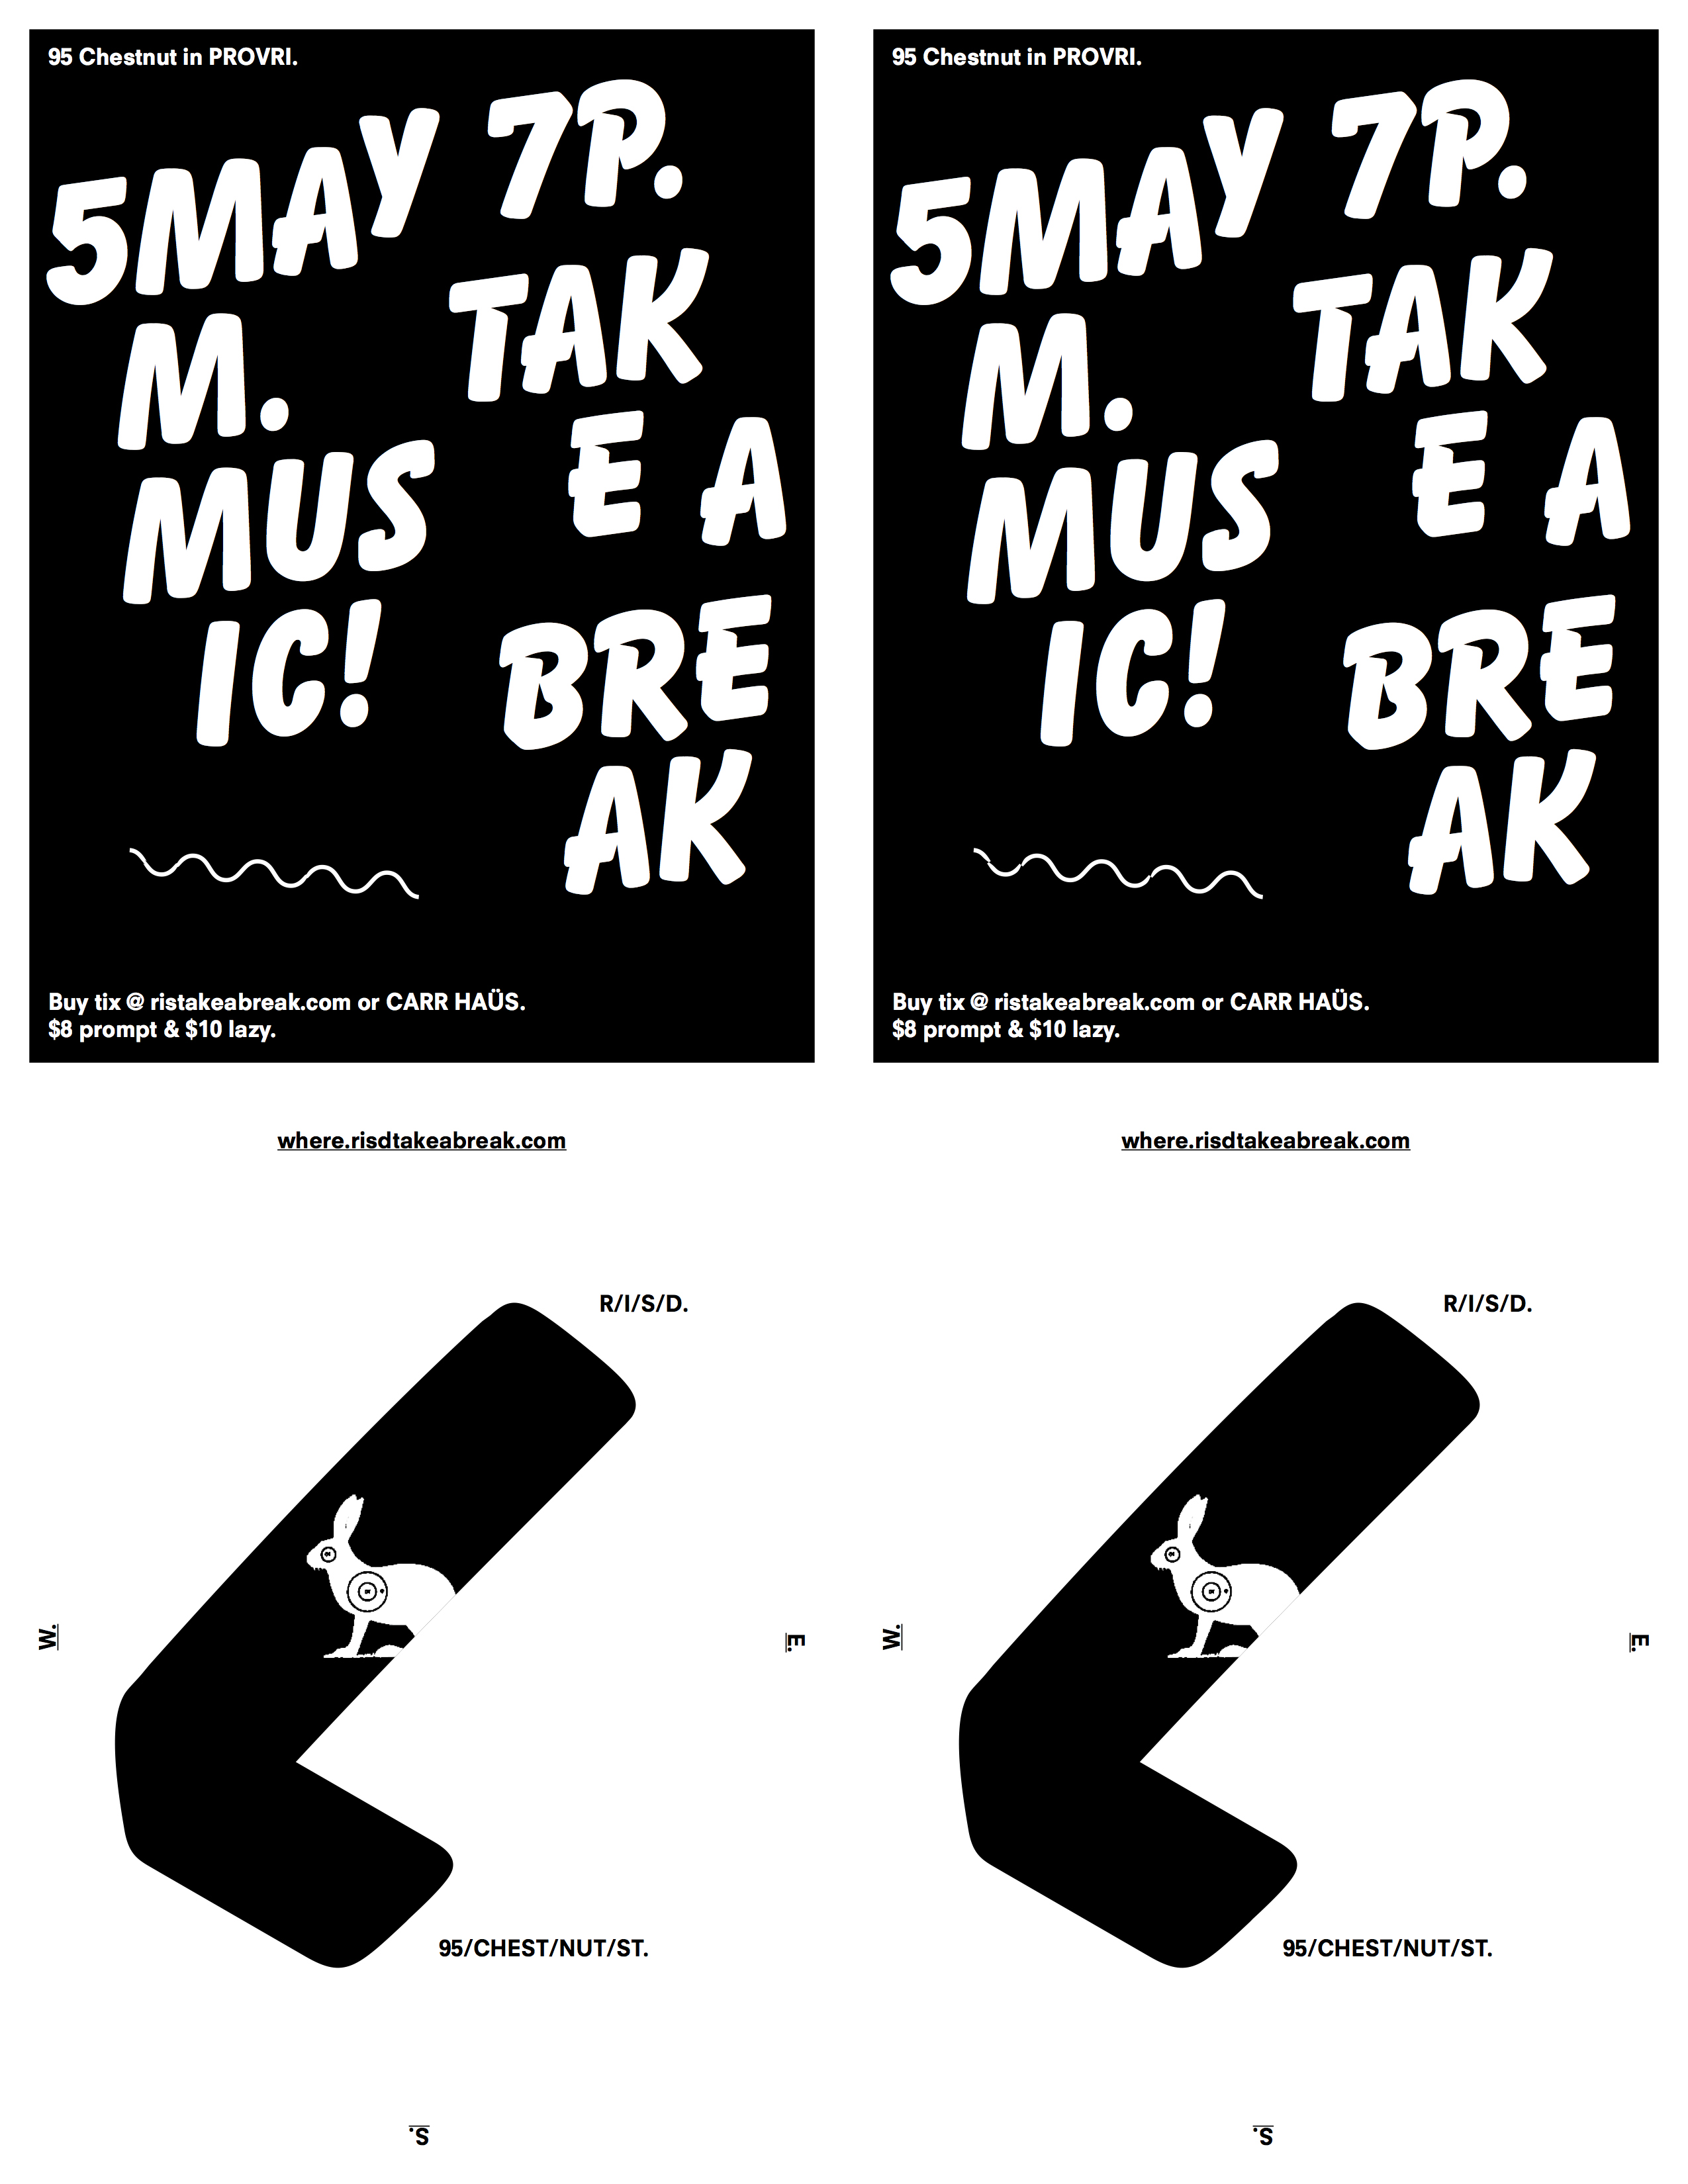 95 Chestnut in PROVRI.
5MAY 7P.
M.
MUS
IC!
TAK
E A
BRE
AK
Buy tix @ ristakeabreak.com or CARR HAÜS.
$8 prompt & $10 lazy.
95 Chestnut in PROVRI.
5MAY 7P.
M.
MUS
IC!
TAK
E A
BRE
AK
Buy tix @ ristakeabreak.com or CARR HAÜS.
$8 prompt & $10 lazy.
where.risdtakeabreak.com
R/I/S/D.
W.
E.
95/CHEST/NUT/ST.
S.
where.risdtakeabreak.com
R/I/S/D.
W.
E.
95/CHEST/NUT/ST.
S.